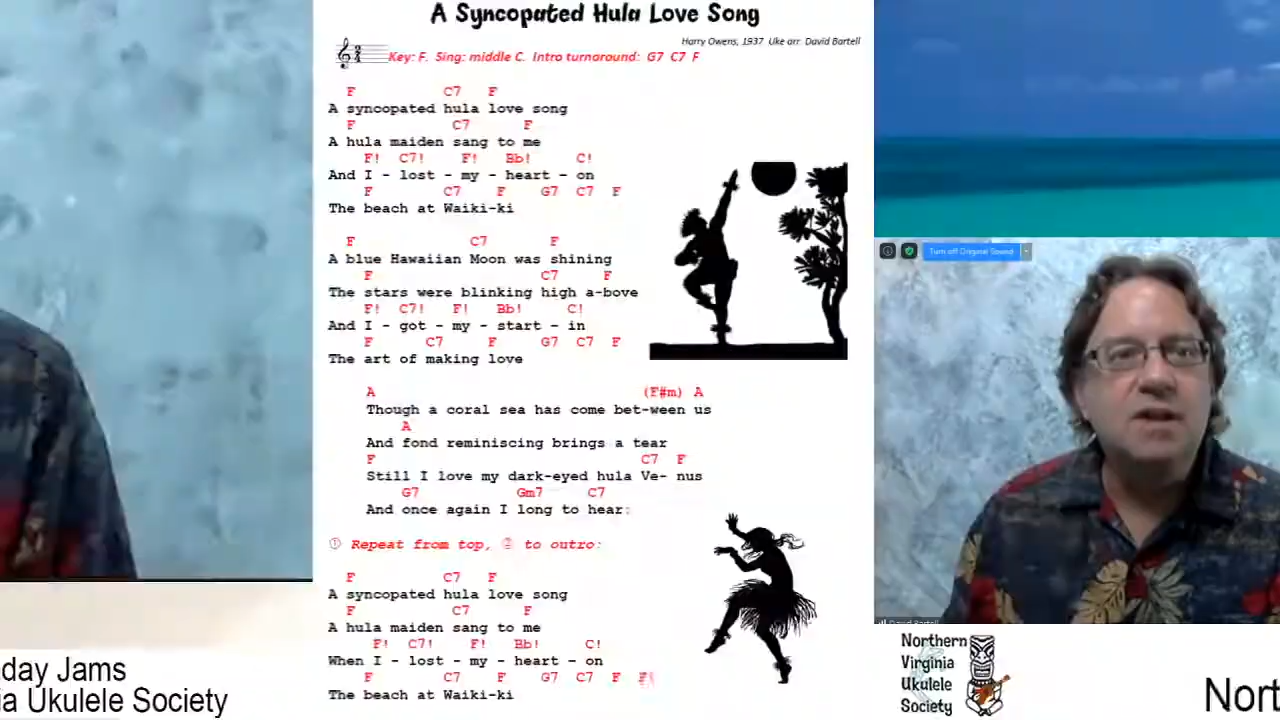 A Syncopated Hula Love Song
Harry Owens, 1937 Uke arr: David Bartell
Key: F. Sing: middle C. Intro turnaround: G7 C7 F
F C7 F
A syncopated hula love song
F C7 F
A hula maiden sang to me
F! C7! F! Bb! C!
And I - lost - my - heart - on
F C7 F G7 C7 F
The beach at Waiki-ki
F C7 F
A blue Hawaiian Moon was shining
F C7 F
The stars were blinking high a-bove
F! C7! F! Bb! C!
And I - got - my - start - in
F C7 F G7 C7 F
The art of making love
A (F#m) A
Though a coral sea has come bet-ween us
A
And fond reminiscing brings a tear
F C7 F
Still I love my dark-eyed hula Ve- nus
G7 Gm7 C7
And once again I long to hear:
① Repeat from top, ② to outro:
F C7 F
A syncopated hula love song
F C7 F
A hula maiden sang to me
F! C7! F! Bb! C!
When I - lost - my - heart - on
F C7 F G7 C7 F
The beach at Waiki-ki
Turn off Original Sound
David Bartell
Northern
Virginia
Ukulele
Society
day Jams
ia Ukulele Society
Nort